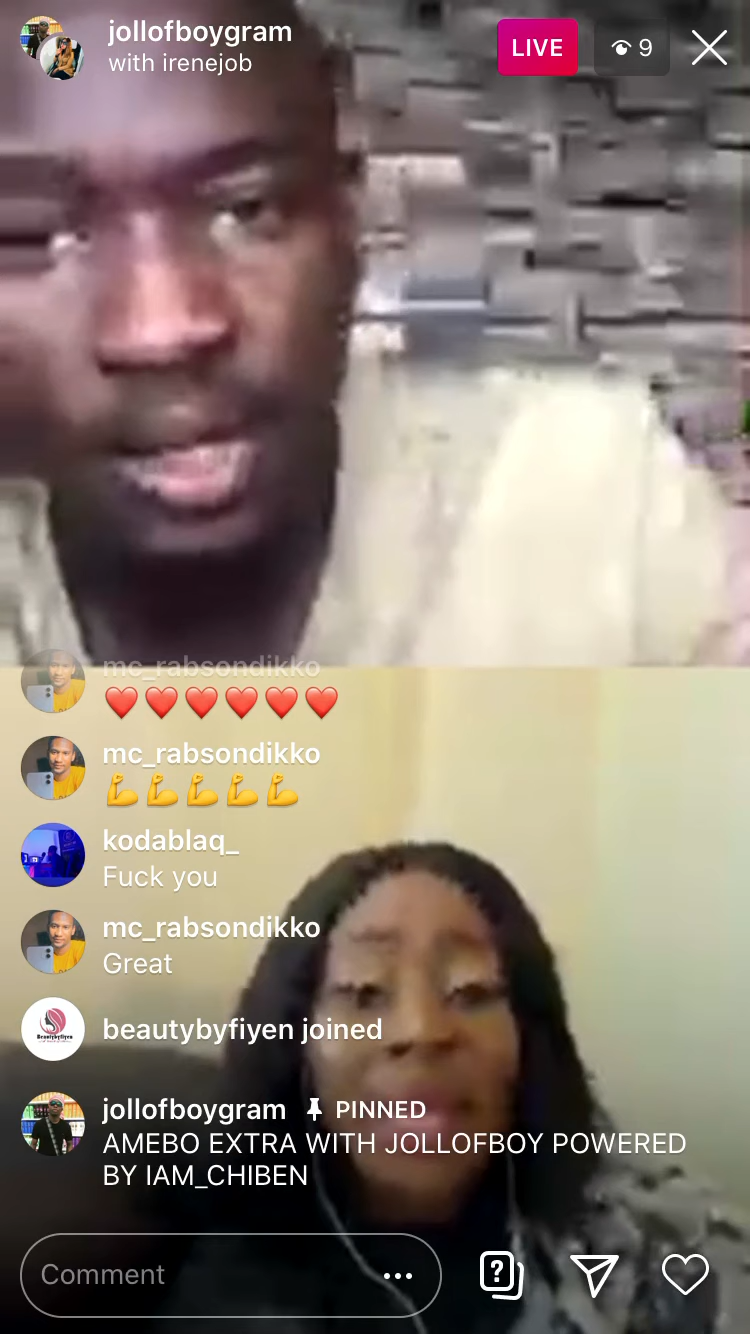 jollofboygram
with irenejob
LIVE
9
mc_rabsondikko
❤️❤️❤️❤️❤️❤️
mc_rabsondikko
💪💪💪💪💪
kodablaq_
Fuck you
mc_rabsondikko
Great
Beautybyfiyen
beautybyfiyen joined
jollofboygram PINNED
AMEBO EXTRA WITH JOLLOFBOY POWERED
BY IAM_CHIBEN
Comment
?